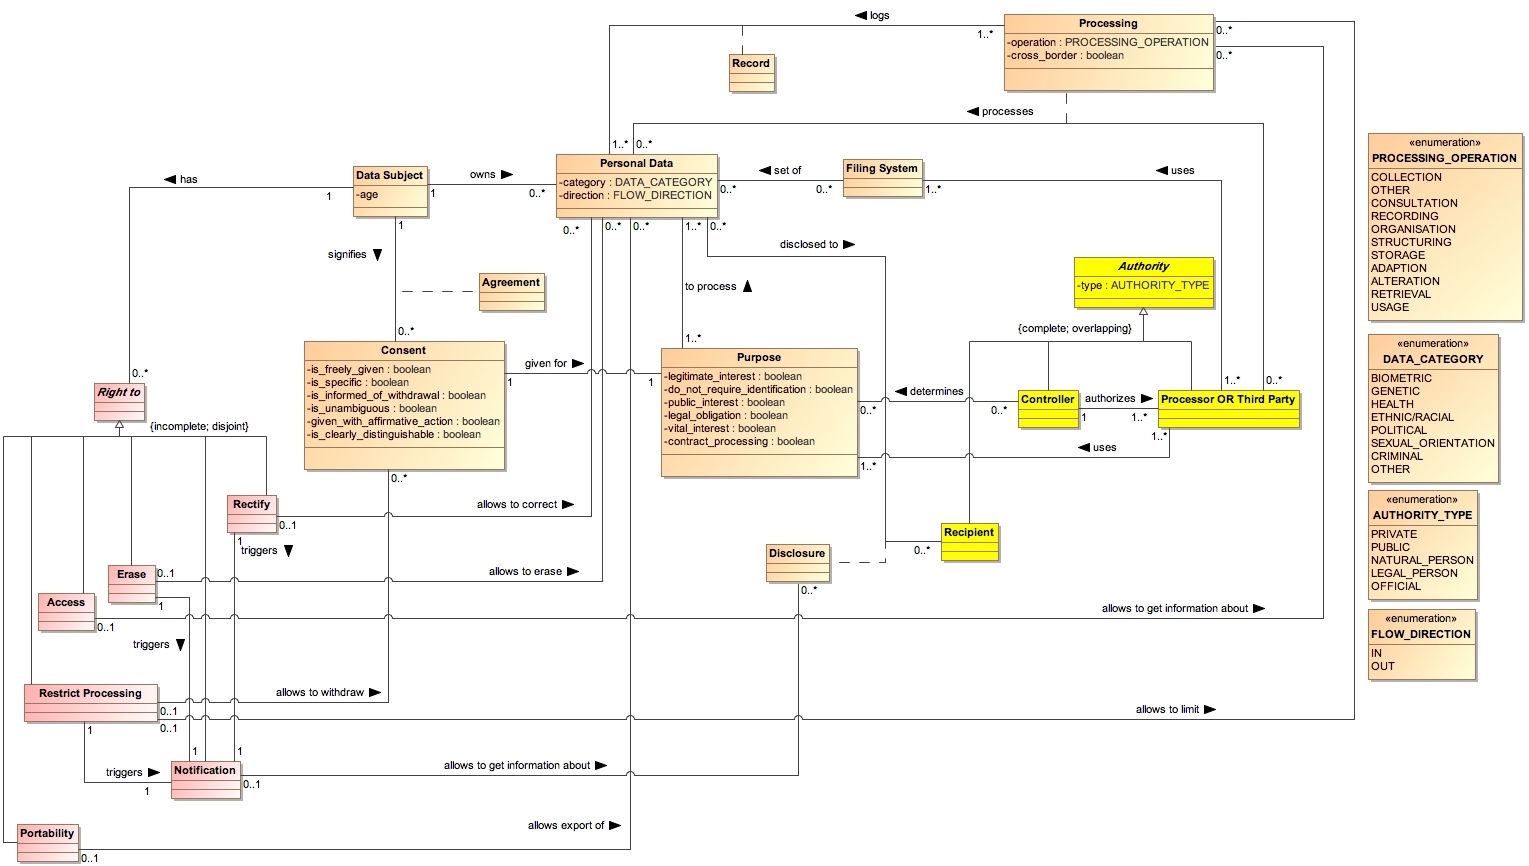 logs
Processing
-operation : PROCESSING_OPERATION
-cross_border : boolean
1..*
0..*
0..*
Record
processes
1..*
0..*
Personal Data
-category : DATA_CATEGORY
-direction : FLOW_DIRECTION
Data Subject
-age
has
1
owns
1
0..*
set of
0..*
0..*
Filing System
1..*
uses
0..*
0..*
0..*
1..*
0..*
1
signifies
Agreement
0..*
disclosed to
to process
1..*
Authority
-type : AUTHORITY_TYPE
{complete; overlapping}
Consent
-is_freely_given : boolean
-is_specific : boolean
-is_informed_of_withdrawal : boolean
-is_unambiguous : boolean
-given_with_affirmative_action : boolean
-is_clearly_distinguishable : boolean
0..*
given for
1
1
Purpose
-legitimate_interest : boolean
-do_not_require_identification : boolean
-public_interest : boolean
-legal_obligation : boolean
-vital_interest : boolean
-contract_processing : boolean
determines
0..*
0..*
Controller
authorizes
1
1..*
1..*
0..*
Processor OR Third Party
1..*
uses
1..*
0..*
Right to
{incomplete; disjoint}
Rectify
0..1
allows to correct
1
triggers
Recipient
0..*
Disclosure
0..*
Erase
0..1
allows to erase
1
Access
0..1
allows to get information about
triggers
Restrict Processing
0..1
allows to withdraw
0..1
allows to limit
1
1
1
triggers
1
Notification
0..1
allows to get information about
Portability
0..1
allows export of
«enumeration»
PROCESSING_OPERATION
COLLECTION
OTHER
CONSULTATION
RECORDING
ORGANISATION
STRUCTURING
STORAGE
ADAPTION
ALTERATION
RETRIEVAL
USAGE
«enumeration»
DATA_CATEGORY
BIOMETRIC
GENETIC
HEALTH
ETHNIC/RACIAL
POLITICAL
SEXUAL_ORIENTATION
CRIMINAL
OTHER
«enumeration»
AUTHORITY_TYPE
PRIVATE
PUBLIC
NATURAL_PERSON
LEGAL_PERSON
OFFICIAL
«enumeration»
FLOW_DIRECTION
IN
OUT